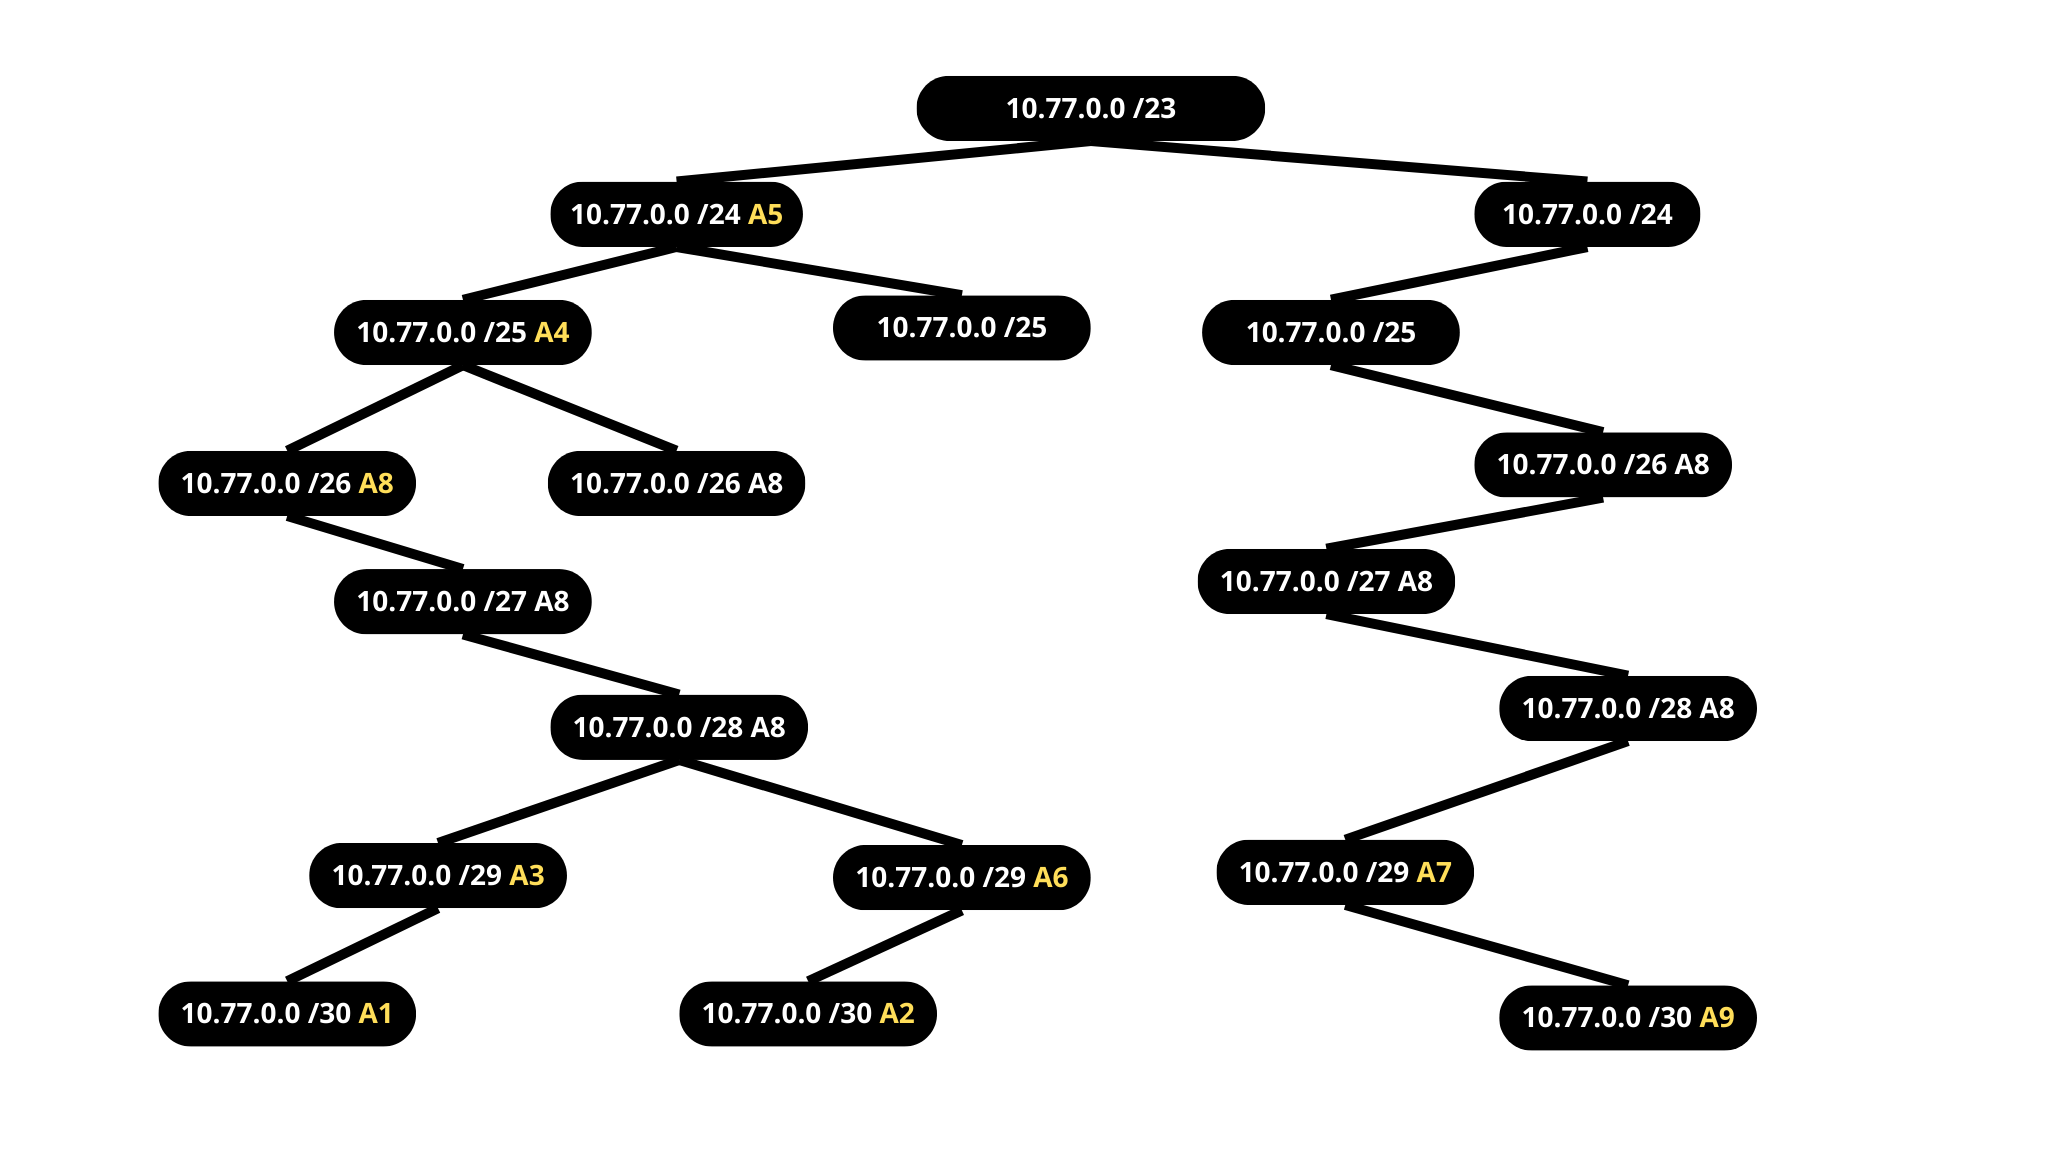 10.77.0.0 /23
10.77.0.0 /24 A5
10.77.0.0 /24
10.77.0.0 /25 A4
10.77.0.0 /25
10.77.0.0 /25
10.77.0.0 /26 A8
10.77.0.0 /26 A8
10.77.0.0 /26 A8
10.77.0.0 /27 A8
10.77.0.0 /27 A8
10.77.0.0 /28 A8
10.77.0.0 /28 A8
10.77.0.0 /29 A3
10.77.0.0 /29 A6
10.77.0.0 /29 A7
10.77.0.0 /30 A1
10.77.0.0 /30 A2
10.77.0.0 /30 A9